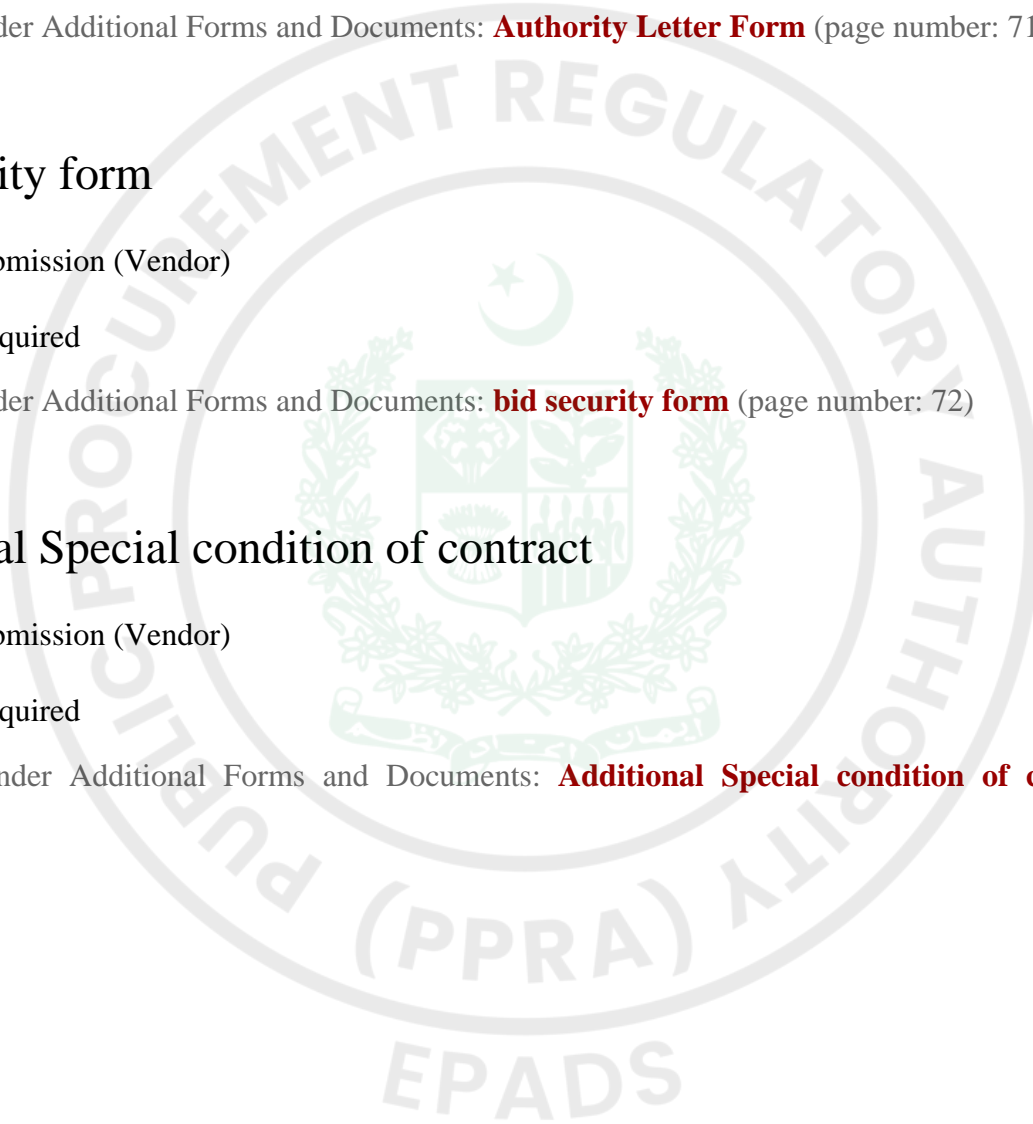 der Additional Forms and Documents: Authority Letter Form (page number: 71
ity form
omission (Vendor)
quired
der Additional Forms and Documents: bid security form (page number: 72)
al Special condition of contract
omission (Vendor)
quired
nder Additional Forms and Documents: Additional Special condition of c
PUBLIC PROCUREMENT REGULATORY AUTHORITY
(PPRA)
EPADS